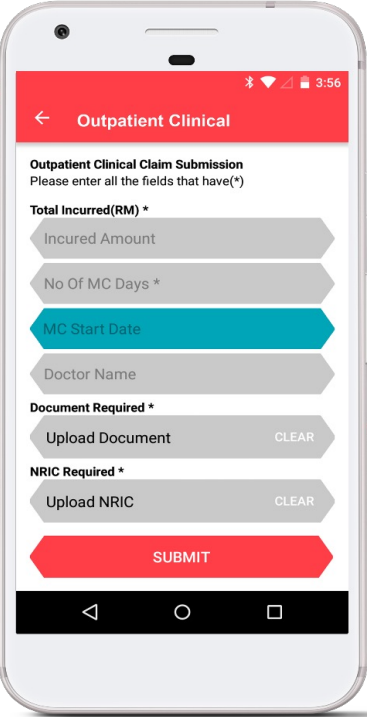 3:56
Outpatient Clinical
Outpatient Clinical Claim Submission
Please enter all the fields that have(*)
Total Incurred(RM) *
Incured Amount
No Of MC Days *
MC Start Date
Doctor Name
Document Required *
Upload Document CLEAR
NRIC Required *
Upload NRIC CLEAR
SUBMIT